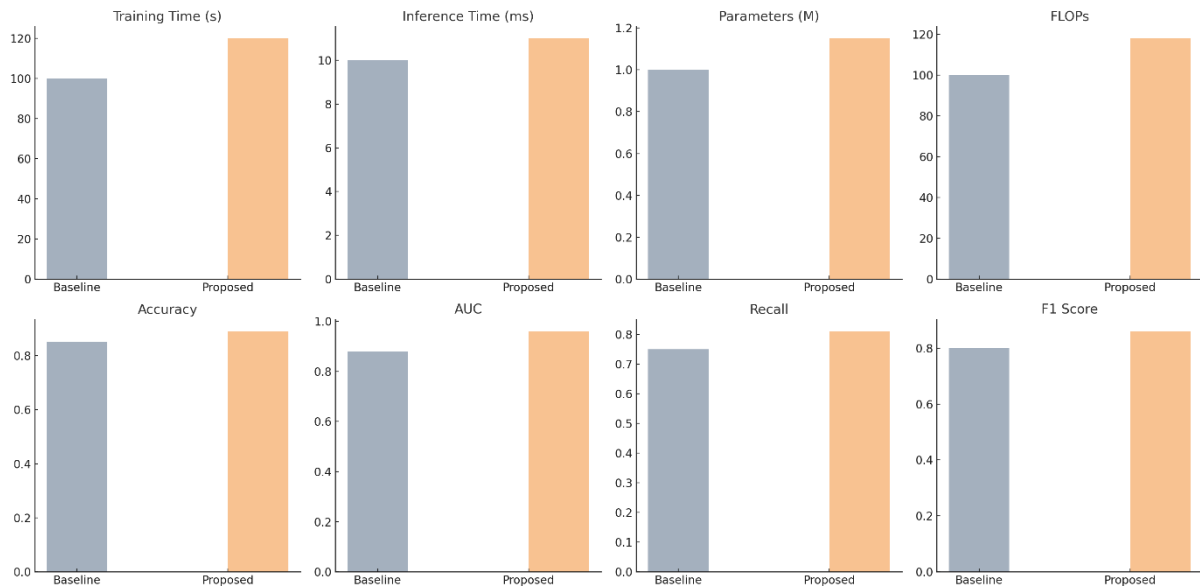 Training Time (s)
120
100
80
60
40
20
0
Baseline
Proposed
Inference Time (ms)
10
8
6
4
2
0
Baseline
Proposed
Parameters (M)
1.2
1.0
0.8
0.6
0.4
0.2
0.0
Baseline
Proposed
FLOPs
120
100
80
60
40
20
0
Baseline
Proposed
Accuracy
0.8
0.6
0.4
0.2
0.0
Baseline
Proposed
AUC
1.0
0.8
0.6
0.4
0.2
0.0
Baseline
Proposed
Recall
0.8
0.7
0.6
0.5
0.4
0.3
0.2
0.1
0.0
Baseline
Proposed
F1 Score
0.8
0.6
0.4
0.2
0.0
Baseline
Proposed